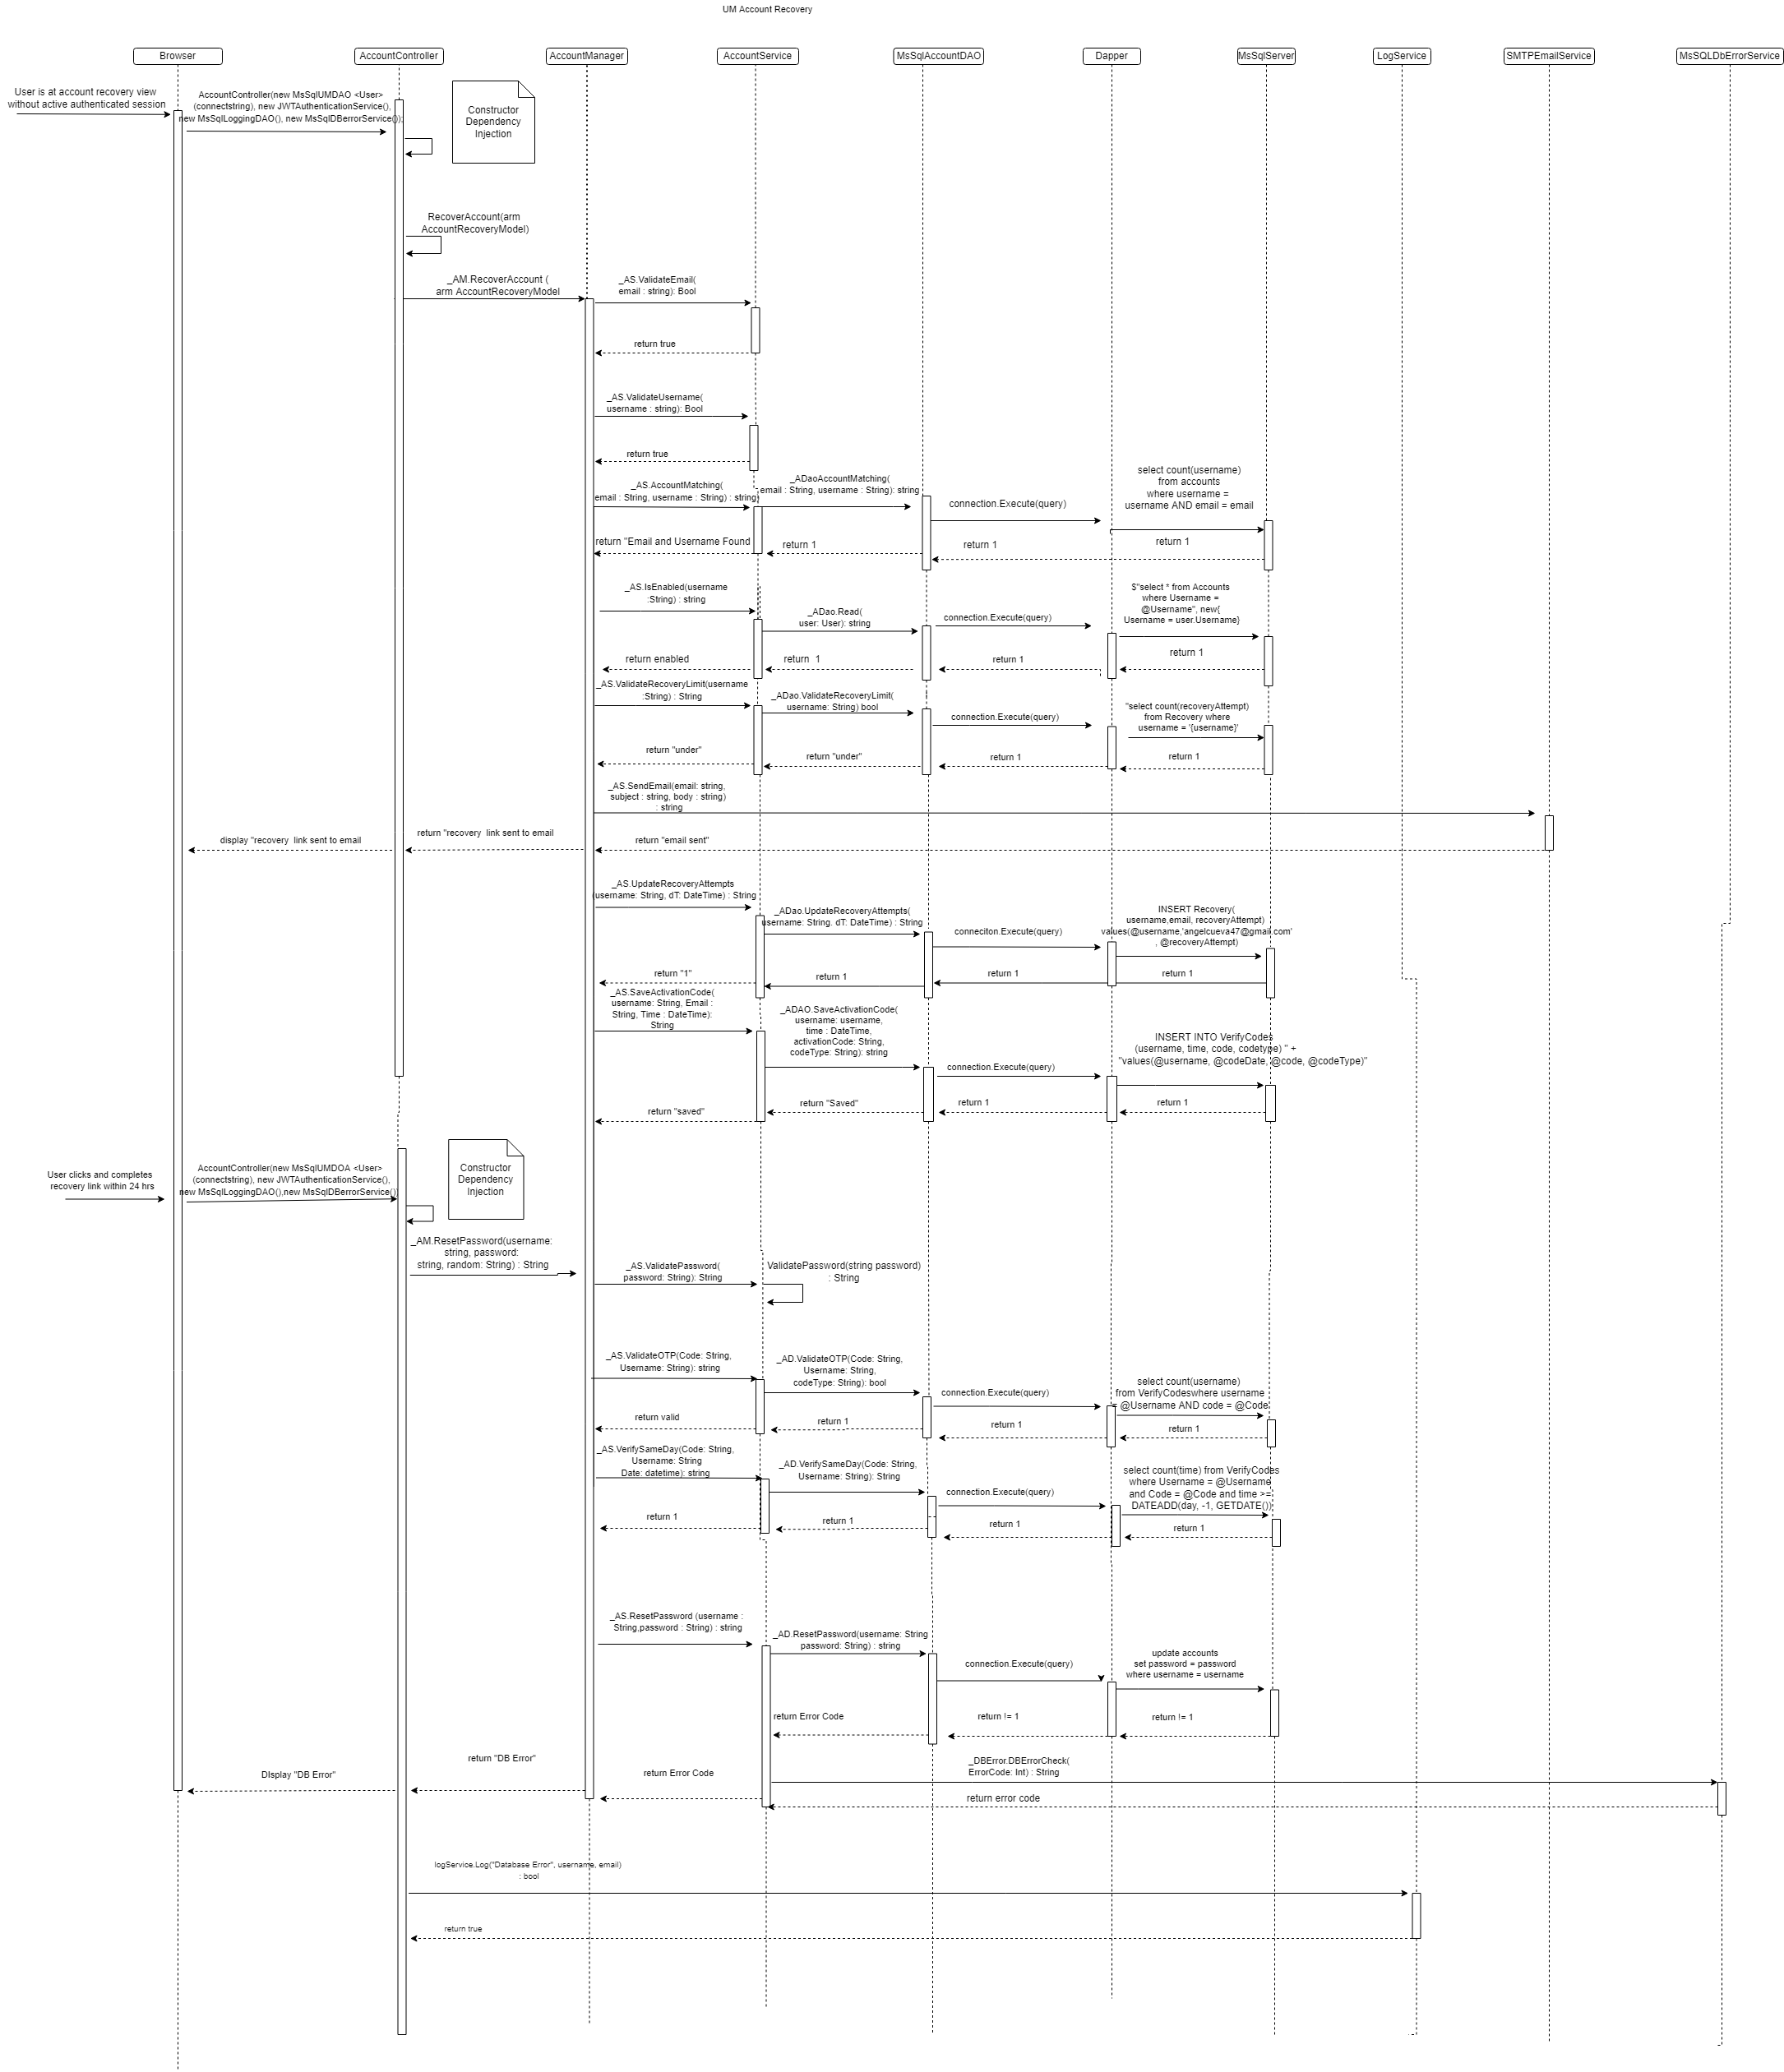 UM Account Recovery
Browser
AccountController
AccountManager
AccountService
MsSqlAccountDAO
Dapper
MsSqlServer
LogService
SMTPEmailService
MsSQLDbErrorService
User is at account recovery view
without active authenticated session
AccountController(new MsSqlUMDAO <User>
(connectstring), new JWTAuthenticationService(),
new MsSqlLoggingDAO(), new MsSqlDBerrorService());
Constructor
Dependency
Injection
RecoverAccount(arm
AccountRecoveryModel)
_AM.RecoverAccount (
arm AccountRecoveryModel
_AS.ValidateEmail(
email : string): Bool
return true
_AS.ValidateUsername(
username : string): Bool
return true
_AS.AccountMatching(
email : String, username : String) : string
_ADaoAccountMatching(
email : String, username : String): string
connection.Execute(query)
select count(username)
from accounts
where username =
username AND email = email
return "Email and Username Found
return 1
return 1
return 1
_AS.IsEnabled(username
:String) : string
_ADao.Read(
user: User): string
connection.Execute(query)
$"select * from Accounts
where Username =
@Username", new{
Username = user.Username}
return enabled
return  1
return 1
return 1
_AS.ValidateRecoveryLimit(username
:String) : String
_ADao.ValidateRecoveryLimit(
username: String) bool
connection.Execute(query)
"select count(recoveryAttempt)
from Recovery where
username = '{username}'
return "under"
return "under"
return 1
return 1
_AS.SendEmail(email: string,
subject : string, body : string)
: string
display "recovery  link sent to email
return "recovery  link sent to email
return "email sent"
_AS.UpdateRecoveryAttempts
(username: String, dT: DateTime) : String
_ADao.UpdateRecoveryAttempts(
username: String, dT: DateTime) : String
conneciton.Execute(query)
INSERT Recovery(
username,email, recoveryAttempt)
values(@username,'angelcueva47@gmail.com'
, @recoveryAttempt)
return "1"
return 1
return 1
return 1
_AS.SaveActivationCode(
username: String, Email :
String, Time : DateTime):
String
_ADAO.SaveActivationCode(
username: username,
time : DateTime,
activationCode: String,
codeType: String): string
connection.Execute(query)
INSERT INTO VerifyCodes
(username, time, code, codetype) " +
"values(@username, @codeDate, @code, @codeType)"
return "saved"
return "Saved"
return 1
return 1
User clicks and completes
recovery link within 24 hrs
AccountController(new MsSqlUMDOA <User>
(connectstring), new JWTAuthenticationService(),
new MsSqlLoggingDAO(),new MsSqlDBerrorService())
Constructor
Dependency
Injection
_AM.ResetPassword(username:
string, password:
string, random: String) : String
_AS.ValidatePassword(
password: String): String
ValidatePassword(string password)
: String
_AS.ValidateOTP(Code: String,
Username: String): string
_AD.ValidateOTP(Code: String,
Username: String,
codeType: String): bool
connection.Execute(query)
select count(username)
from VerifyCodeswhere username
= @Username AND code = @Code
return valid
return 1
return 1
return 1
_AS.VerifySameDay(Code: String,
Username: String
Date: datetime): string
_AD.VerifySameDay(Code: String,
Username: String): String
connection.Execute(query)
select count(time) from VerifyCodes
where Username = @Username
and Code = @Code and time >=
DATEADD(day, -1, GETDATE())
return 1
return 1
return 1
return 1
_AS.ResetPassword (username :
String,password : String) : string
_AD.ResetPassword(username: String
password: String) : string
connection.Execute(query)
update accounts
set password = password
where username = username
return Error Code
return != 1
return != 1
DIsplay "DB Error"
return "DB Error"
return Error Code
_DBError.DBErrorCheck(
ErrorCode: Int) : String
return error code
logService.Log("Database Error", username, email)
: bool
return true